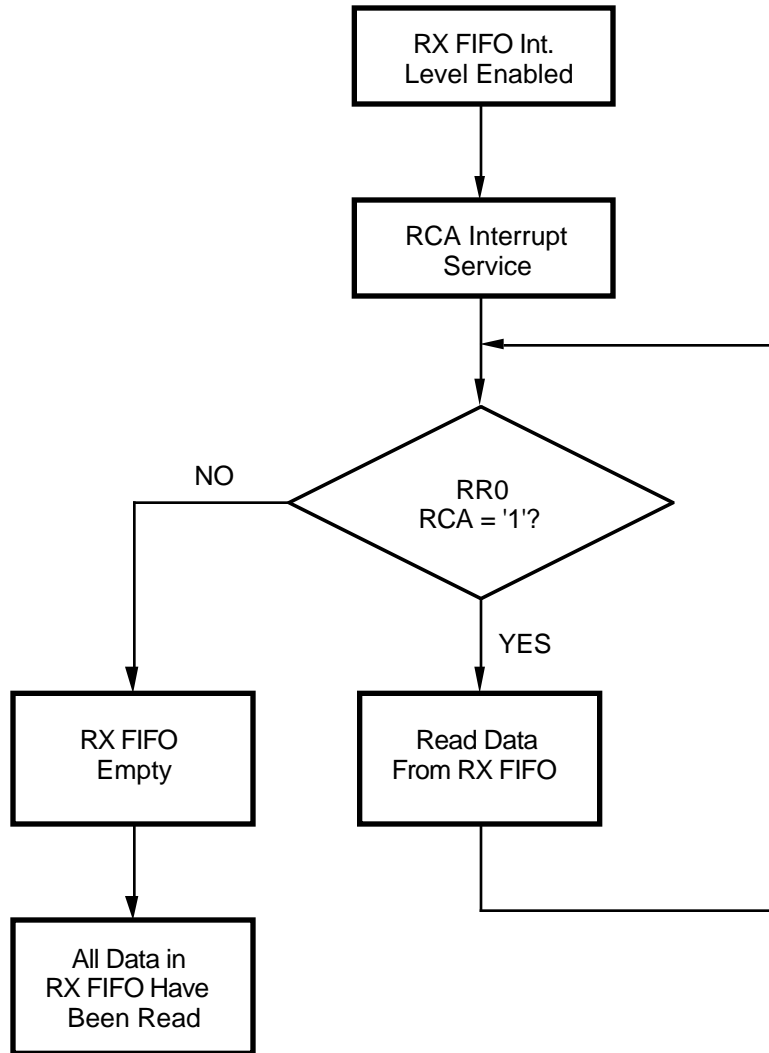 RX FIFO Int.
Level Enabled
RCA Interrupt
Service
RR0
RCA = '1'?
NO
YES
RX FIFO
Empty
Read Data
From RX FIFO
All Data in
RX FIFO Have
Been Read